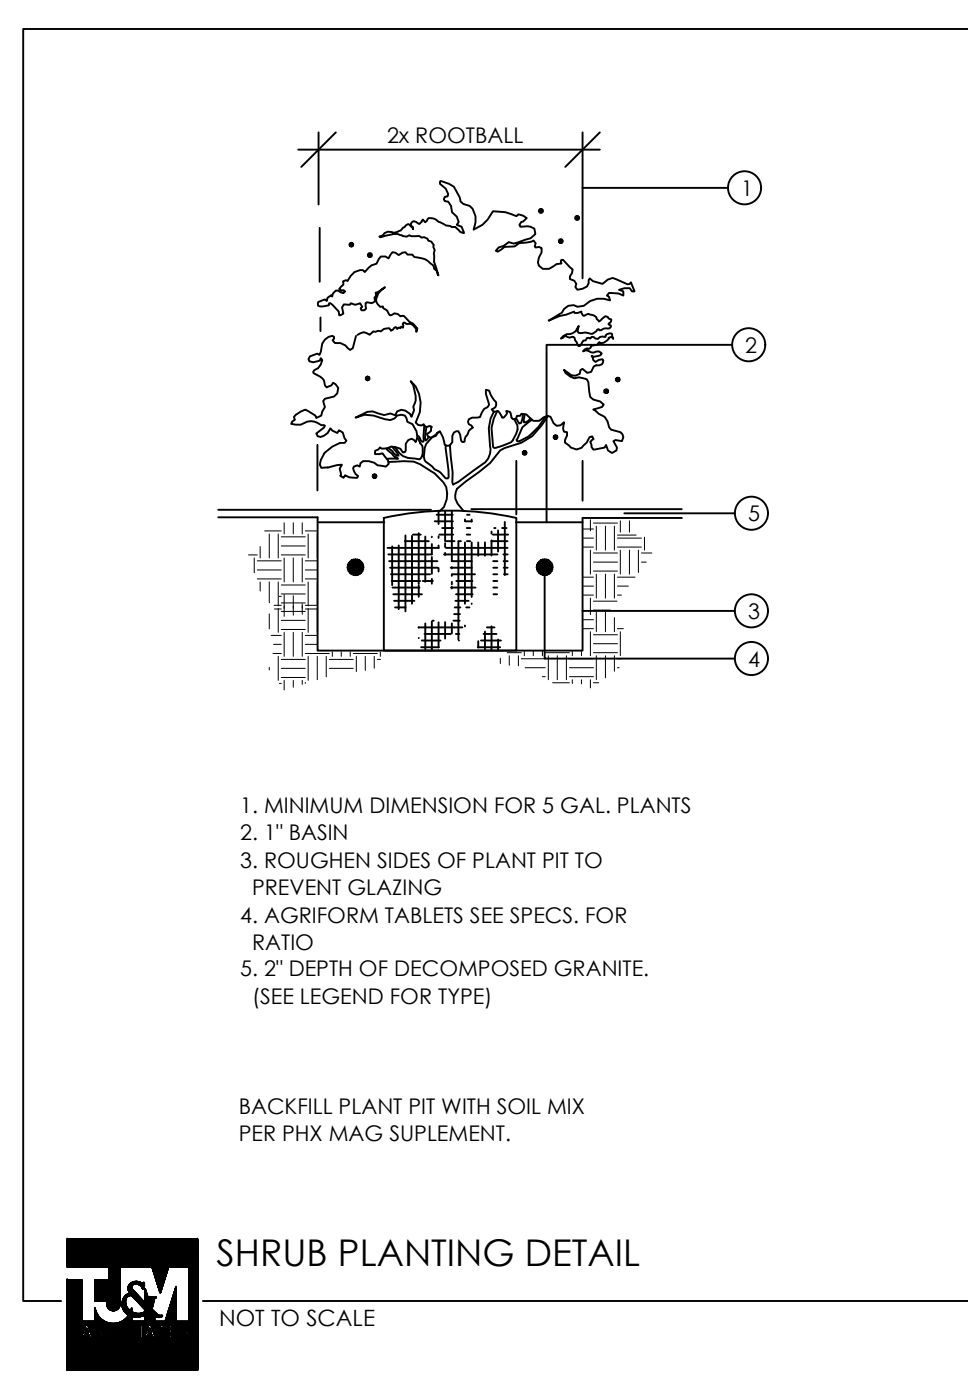 2x ROOTBALL
1
2
5
3
4
1. MINIMUM DIMENSION FOR 5 GAL. PLANTS
2. 1" BASIN
3. ROUGHEN SIDES OF PLANT PIT TO
PREVENT GLAZING
4. AGRIFORM TABLETS SEE SPECS. FOR
RATIO
5. 2" DEPTH OF DECOMPOSED GRANITE.
(SEE LEGEND FOR TYPE)
BACKFILL PLANT PIT WITH SOIL MIX
PER PHX MAG SUPLEMENT.
SHRUB PLANTING DETAIL
TJ&M
NOT TO SCALE